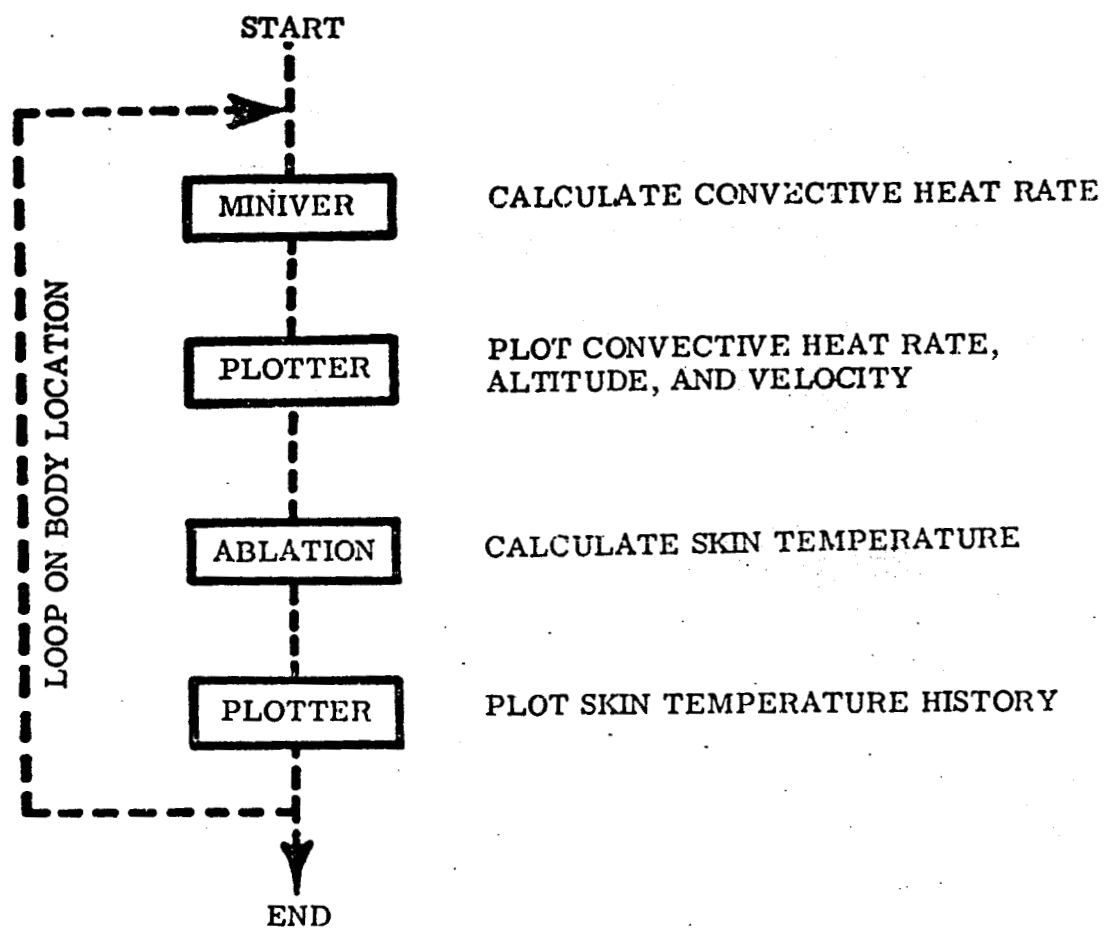 START
MINIVER
CALCULATE CONVECTIVE HEAT RATE
PLOTTER
PLOT CONVECTIVE HEAT RATE,
ALTITUDE, AND VELOCITY
LOOP ON BODY LOCATION
ABLATION
CALCULATE SKIN TEMPERATURE
PLOTTER
PLOT SKIN TEMPERATURE HISTORY
END